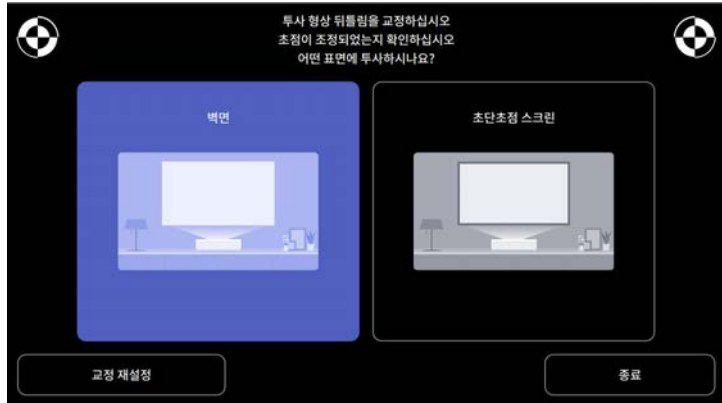 투사 형상 뒤틀림을 교정하십시오
초점이 조정되었는지 확인하십시오
어떤 표면에 투사하시나요?
벽면
초단초점 스크린
교정 재설정
종료